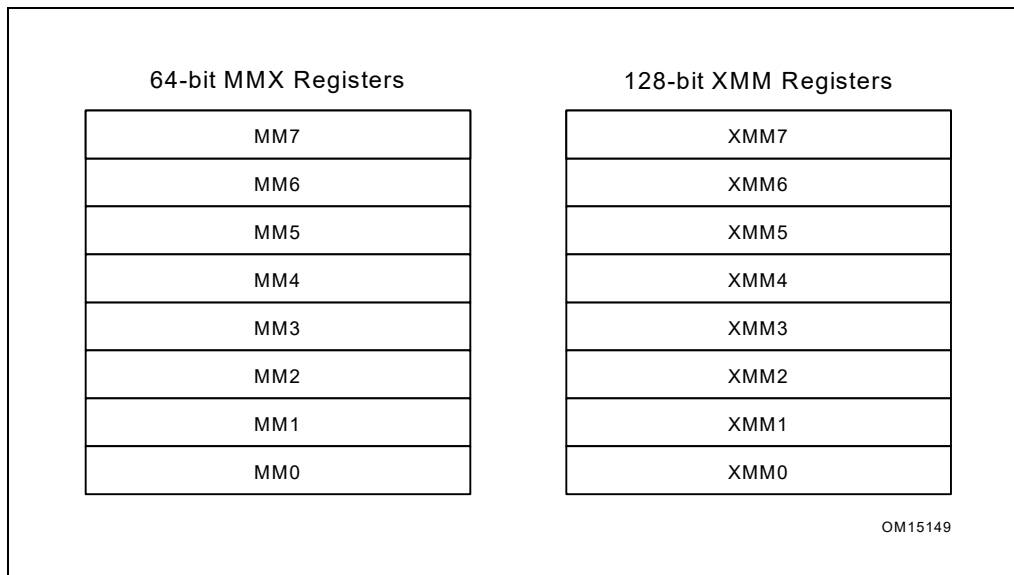 64-bit MMX Registers
MM7
MM6
MM5
MM4
MM3
MM2
MM1
MM0
128-bit XMM Registers
XMM7
XMM6
XMM5
XMM4
XMM3
XMM2
XMM1
XMM0
OM15149